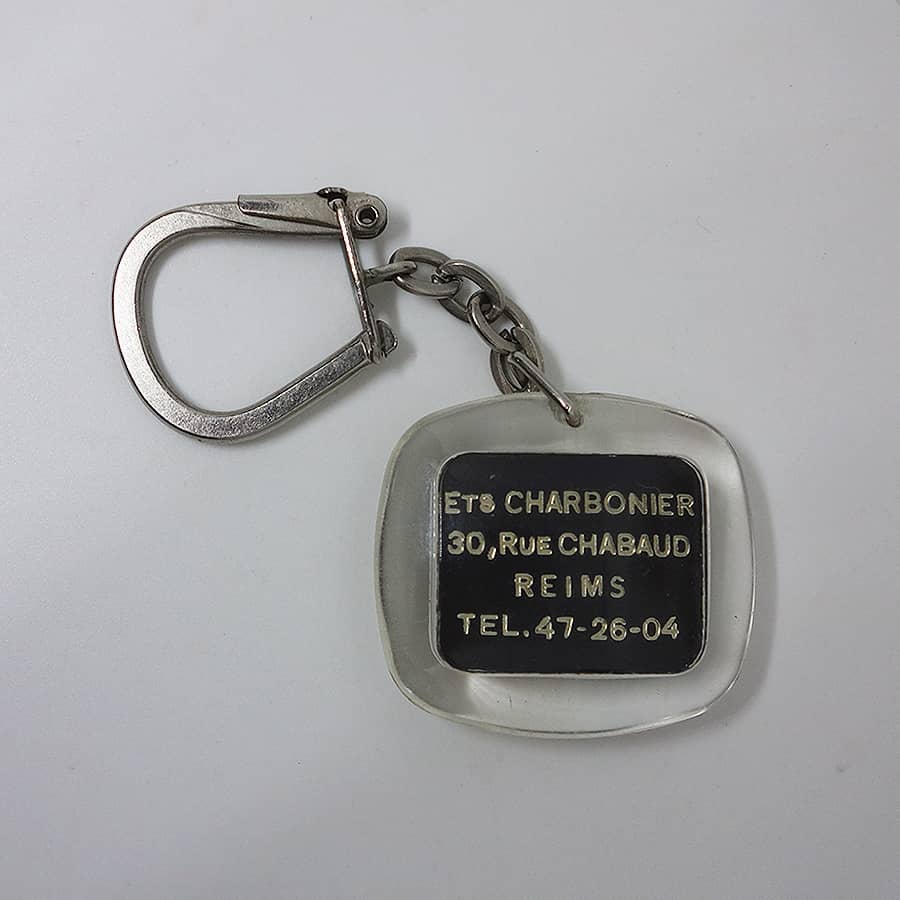 ETS CHARBONIER
30, RUE CHABAUD
REIMS
TEL. 47-26-04